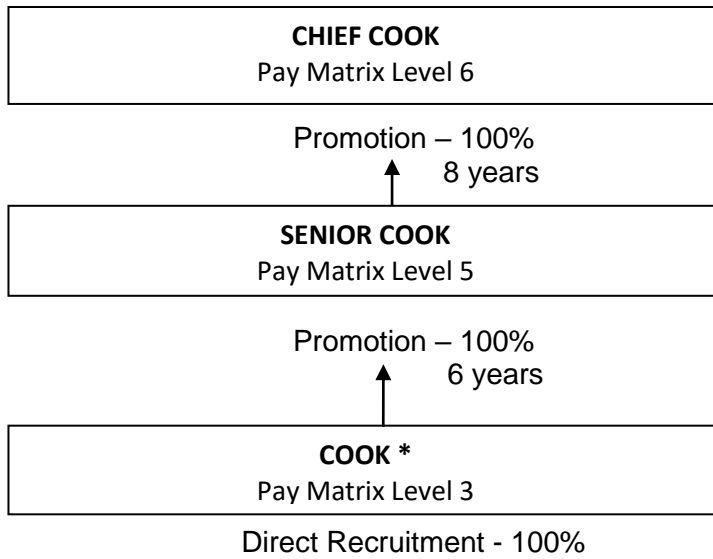 CHIEF COOK
Pay Matrix Level 6
Promotion – 100%
8 years
SENIOR COOK
Pay Matrix Level 5
Promotion – 100%
6 years
COOK *
Pay Matrix Level 3
Direct Recruitment - 100%